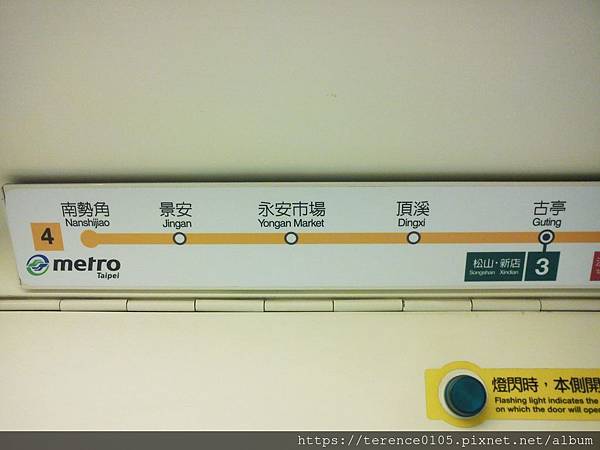 南勢角 景安 永安市場 頂溪 古亭
Nanshijiao Jingan Yongan Market Dingxi Guting
4
metro
Taipei
松山·新店 3
Songshan Xindian
燈閃時，本側開
Flashing light indicates the
on which the door will ope
https://terence0105.pixnet.net/album